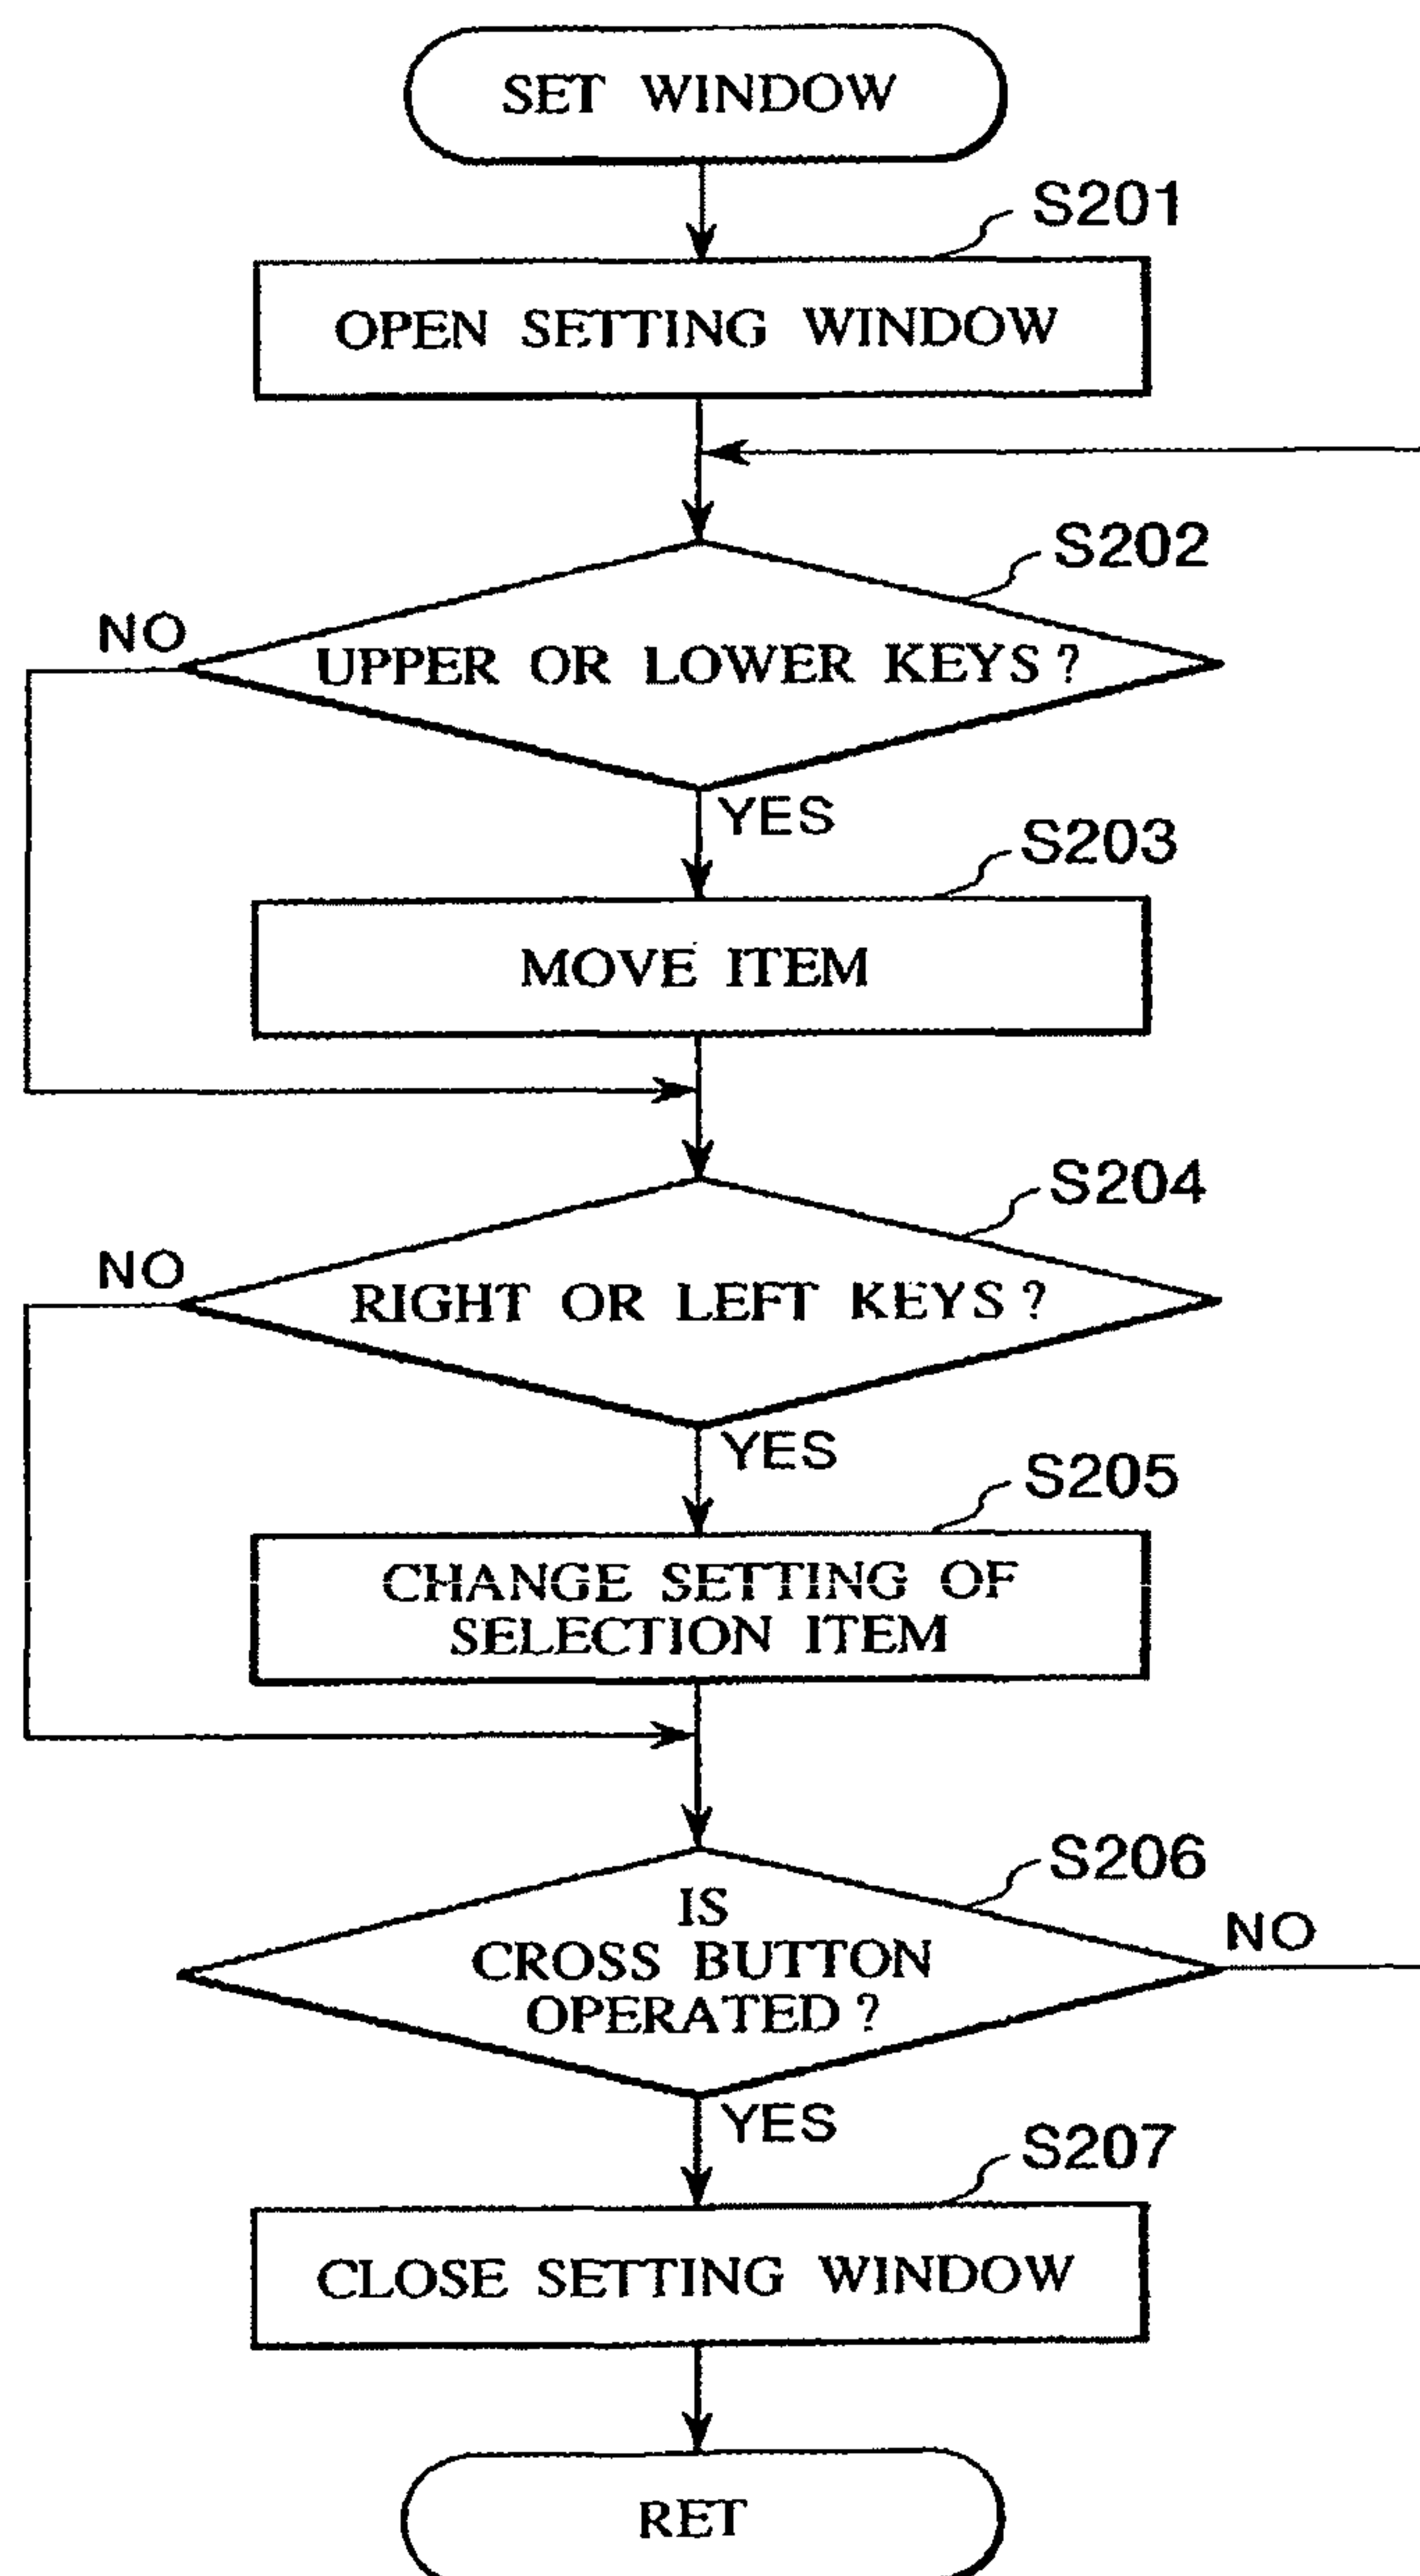 SET WINDOW
S201
OPEN SETTING WINDOW
S202
NO
UPPER OR LOWER KEYS?
YES
S203
MOVE ITEM
S204
NO
RIGHT OR LEFT KEYS?
YES
S205
CHANGE SETTING OF
SELECTION ITEM
S206
IS
NO
CROSS BUTTON
OPERATED?
YES
S207
CLOSE SETTING WINDOW
RET